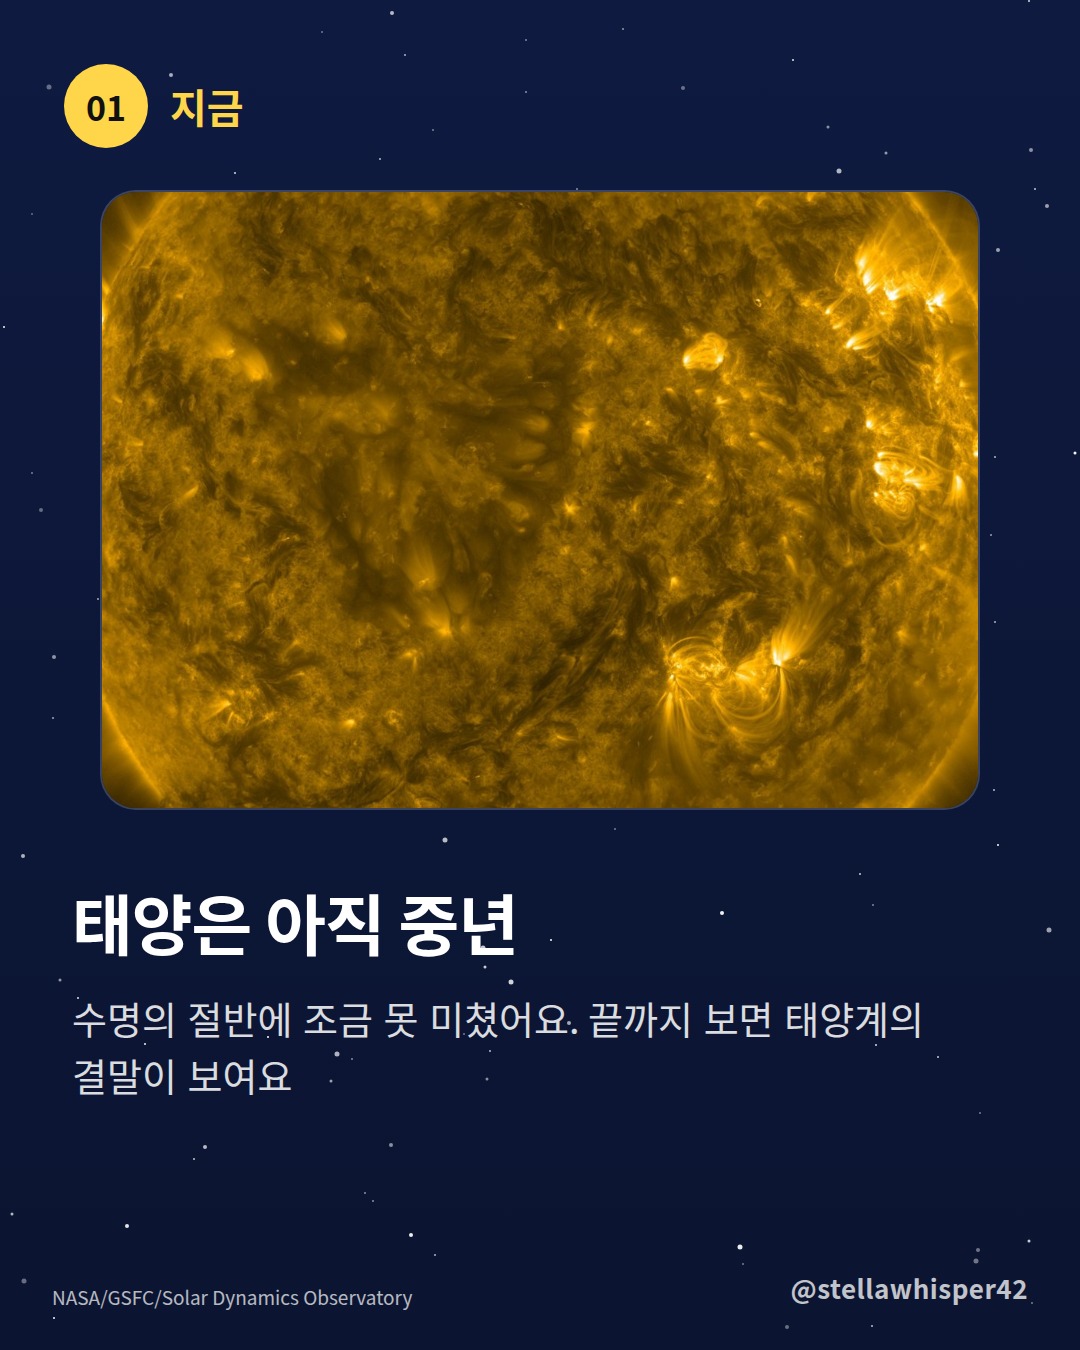 01 지금
태양은 아직 중년
수명의 절반에 조금 못 미쳤어요. 끝까지 보면 태양계의
결말이 보여요
NASA/GSFC/Solar Dynamics Observatory
@stellawhisper42